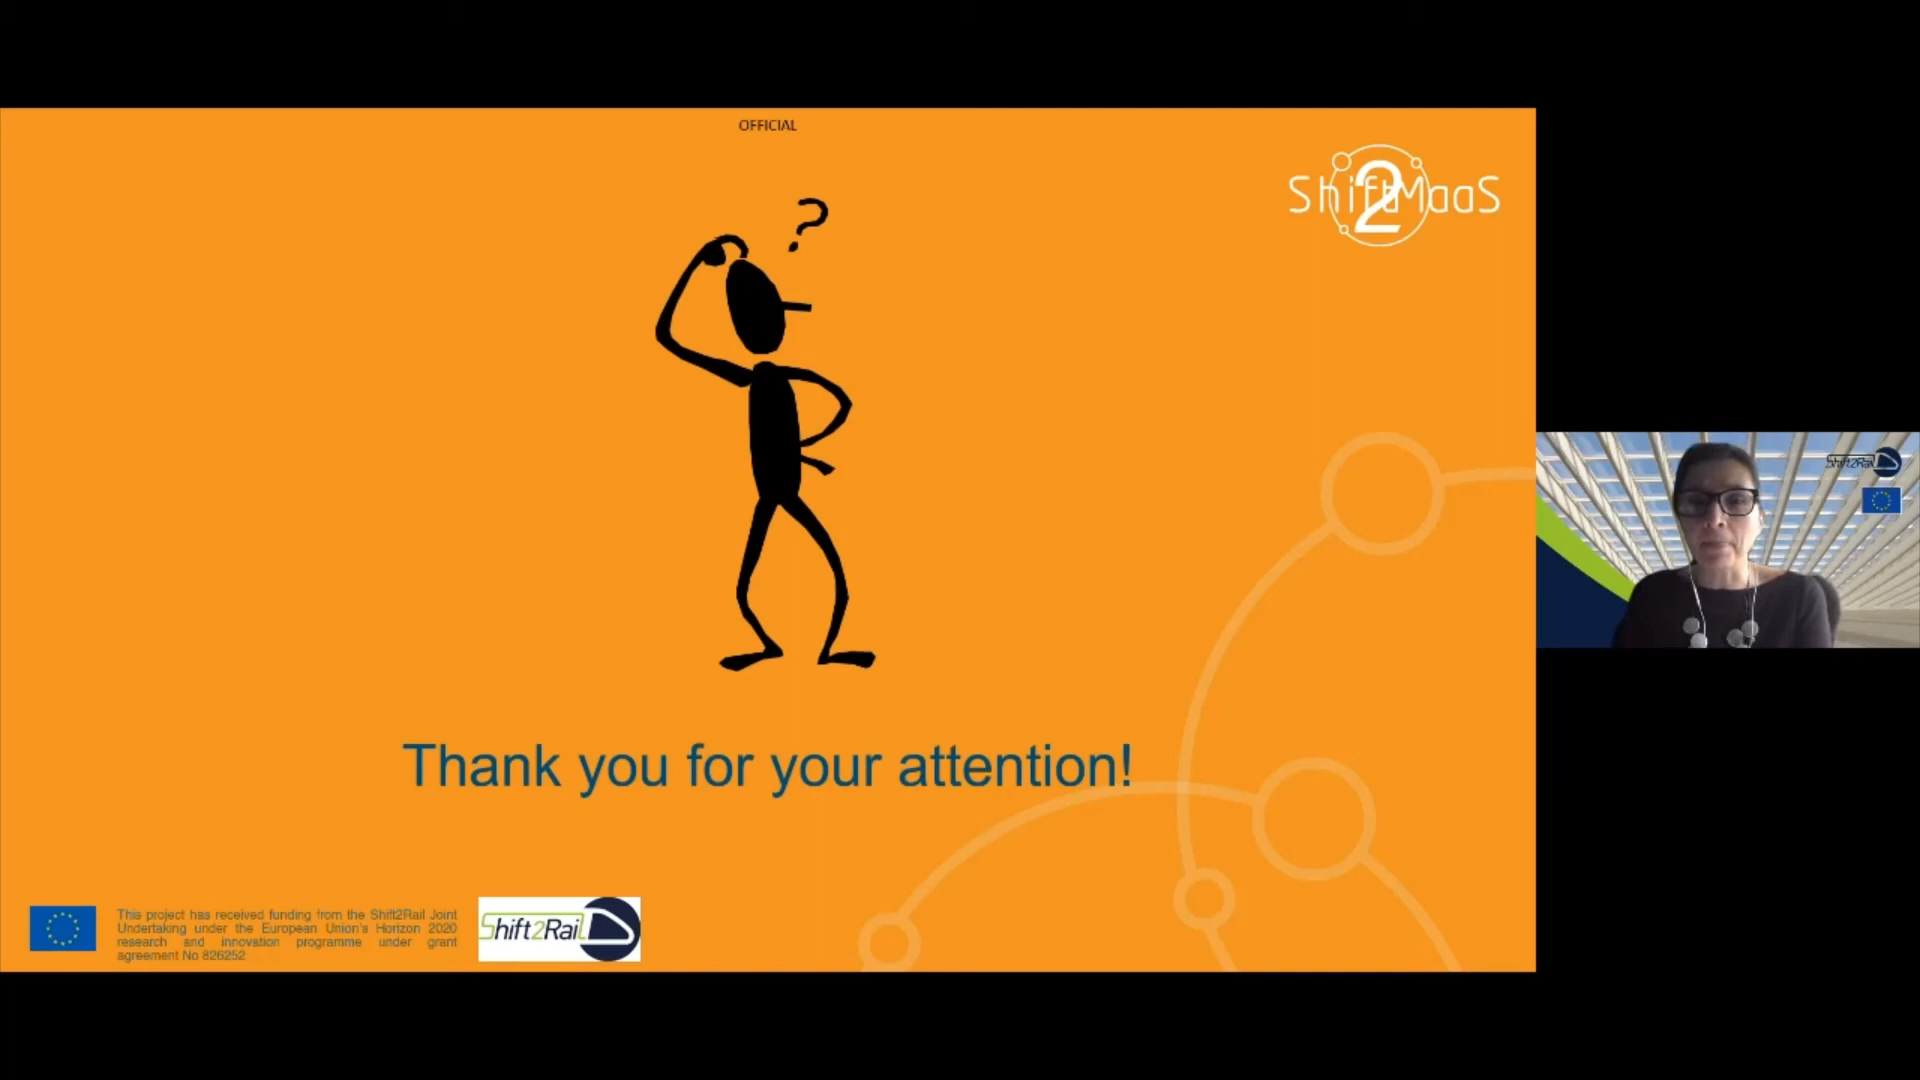 OFFICIAL
Shift2MaaS
?
Thank you for your attention!
This project has received funding from the Shift2Rail Joint
Undertaking under the European Union's Horizon 2020
research and innovation programme under grant
agreement No 826252
Shift2Rail
Shift2Rail